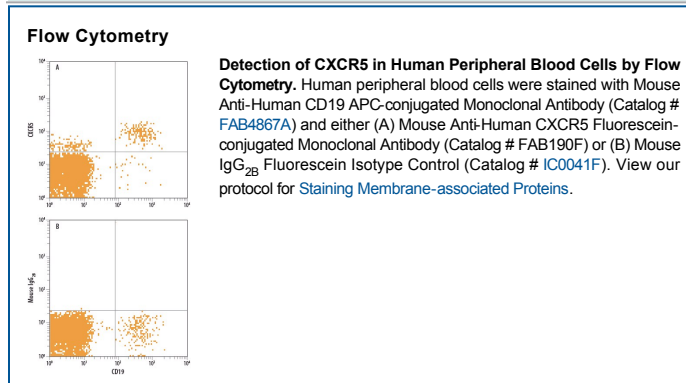 Flow Cytometry
Detection of CXCR5 in Human Peripheral Blood Cells by Flow
Cytometry. Human peripheral blood cells were stained with Mouse
Anti-Human CD19 APC-conjugated Monoclonal Antibody (Catalog #
FAB4867A) and either (A) Mouse Anti-Human CXCR5 Fluorescein-
conjugated Monoclonal Antibody (Catalog # FAB190F) or (B) Mouse
IgG2B Fluorescein Isotype Control (Catalog # IC0041F). View our
protocol for Staining Membrane-associated Proteins.
A
CXCR5
B
Mouse IgG2B
CD19